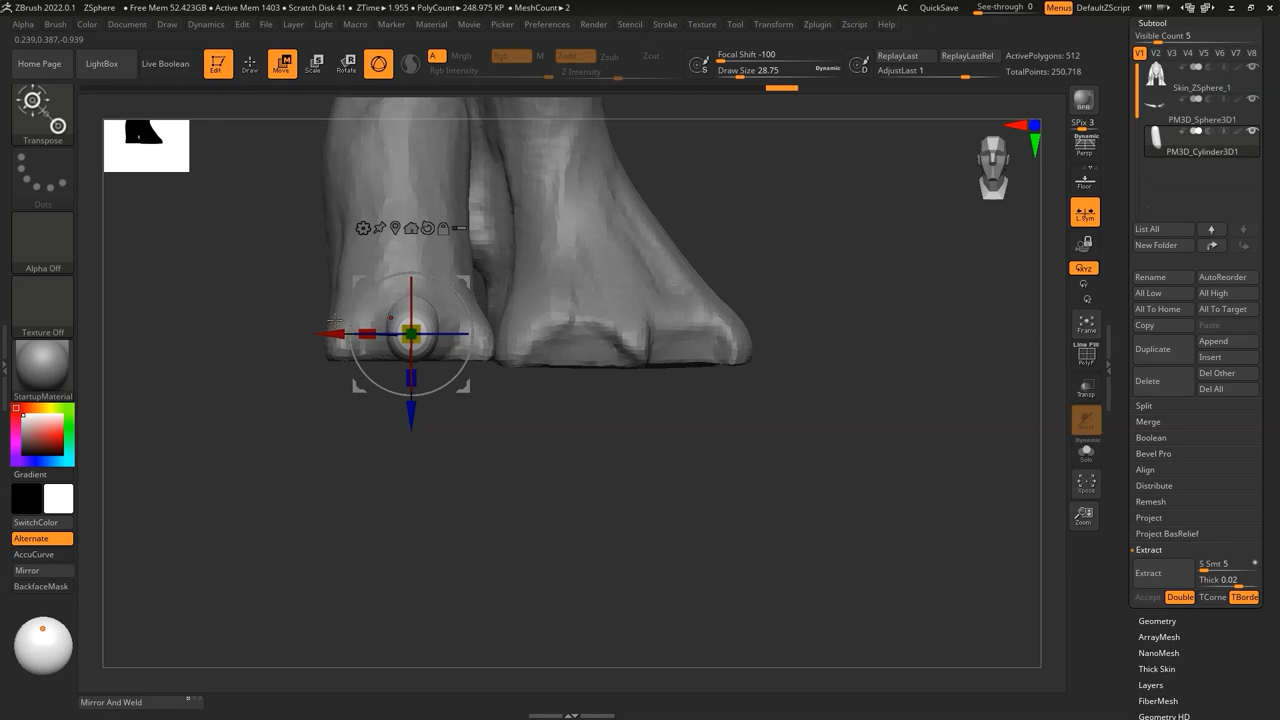 ZBrush 2022.0.1 ZSphere • Free Mem 52.423GB • Active Mem 1403 • Scratch Disk 41 • ZTime▶1.955 • PolyCount▶248.975 KP • MeshCount▶2
AC QuickSave See-through 0 Menus DefaultZScript
Alpha Brush Color Document Draw Dynamics Edit File Layer Light Macro Marker Material Movie Picker Preferences Render Stencil Stroke Texture Tool Transform Zplugin Zscript Help
0.239,0.387,-0.939
Home Page LightBox Live Boolean Edit Draw Move Scale Rotate
A Mrgb Rgb M Zadd Zsub Zcut
Rgb Intensity Z Intensity
S Focal Shift -100
Draw Size 28.75 Dynamic
D ReplayLast ReplayLastRel
AdjustLast 1
ActivePolygons: 512
TotalPoints: 250,718
Transpose
Dots
Alpha Off
Texture Off
StartupMaterial
Gradient
SwitchColor
Alternate
AccuCurve
Mirror
BackfaceMask
Mirror And Weld
BPR
SPix 3
Dynamic
Persp
Floor
L.Sym
XYZ
Frame
Line Fill
PolyF
Transp
Ghost
Dynamic
Solo
Xpose
Zoom
Subtool
Visible Count 5
V1 V2 V3 V4 V5 V6 V7 V8
Skin_ZSphere_1
PM3D_Sphere3D1
PM3D_Cylinder3D1
List All
New Folder
Rename AutoReorder
All Low All High
All To Home All To Target
Copy Paste
Duplicate Append
Insert
Delete Del Other
Del All
Split
Merge
Boolean
Bevel Pro
Align
Distribute
Remesh
Project
Project BasRelief
Extract
Extract S Smt 5
Thick 0.02
Accept Double TCorne TBorde
Geometry
ArrayMesh
NanoMesh
Thick Skin
Layers
FiberMesh
Geometry HD